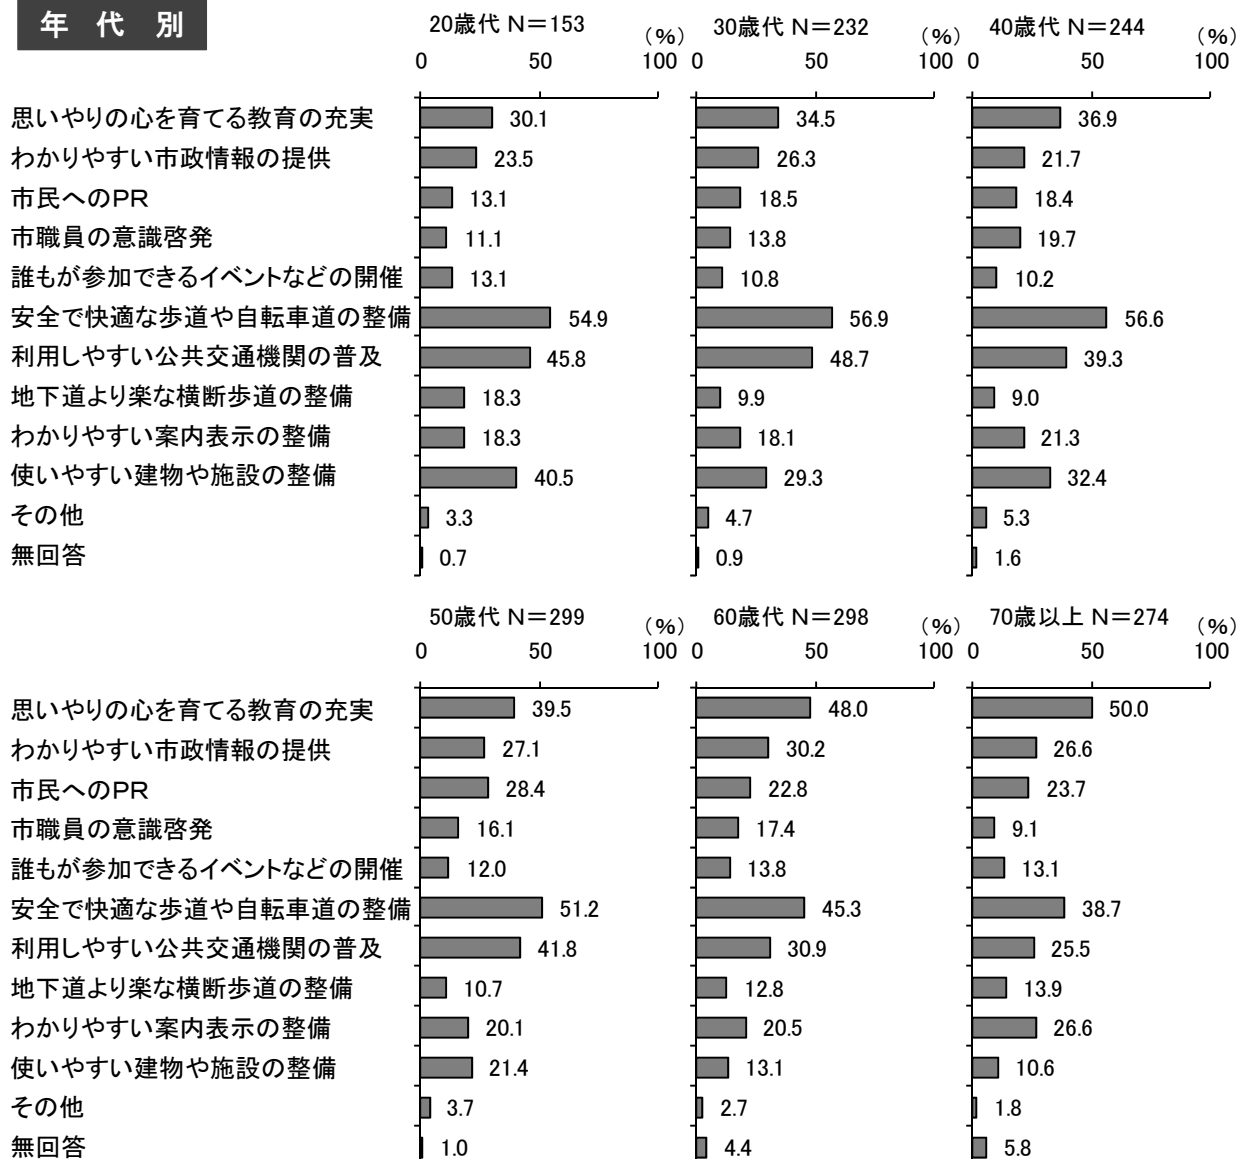 年 代 別
20歳代 N＝153
30歳代 N＝232
40歳代 N＝244
(%) (%) (%)
0 50 100 0 50 100 0 50 100
思いやりの心を育てる教育の充実 30.1 34.5 36.9
わかりやすい市政情報の提供 23.5 26.3 21.7
市民へのPR 13.1 18.5 18.4
市職員の意識啓発 11.1 13.8 19.7
誰もが参加できるイベントなどの開催 13.1 10.8 10.2
安全で快適な歩道や自転車道の整備 54.9 56.9 56.6
利用しやすい公共交通機関の普及 45.8 48.7 39.3
地下道より楽な横断歩道の整備 18.3 9.9 9.0
わかりやすい案内表示の整備 18.3 18.1 21.3
使いやすい建物や施設の整備 40.5 29.3 32.4
その他 3.3 4.7 5.3
無回答 0.7 0.9 1.6
50歳代 N＝299
60歳代 N＝298
70歳以上 N＝274
(%) (%) (%)
0 50 100 0 50 100 0 50 100
思いやりの心を育てる教育の充実 39.5 48.0 50.0
わかりやすい市政情報の提供 27.1 30.2 26.6
市民へのPR 28.4 22.8 23.7
市職員の意識啓発 16.1 17.4 9.1
誰もが参加できるイベントなどの開催 12.0 13.8 13.1
安全で快適な歩道や自転車道の整備 51.2 45.3 38.7
利用しやすい公共交通機関の普及 41.8 30.9 25.5
地下道より楽な横断歩道の整備 10.7 12.8 13.9
わかりやすい案内表示の整備 20.1 20.5 26.6
使いやすい建物や施設の整備 21.4 13.1 10.6
その他 3.7 2.7 1.8
無回答 1.0 4.4 5.8